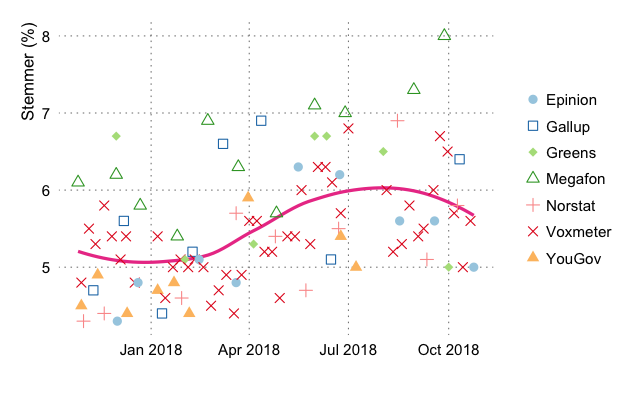 Stemmer (%)
8
7
6
5
Jan 2018
Apr 2018
Jul 2018
Oct 2018
Epinion
Gallup
Greens
Megafon
Norstat
Voxmeter
YouGov